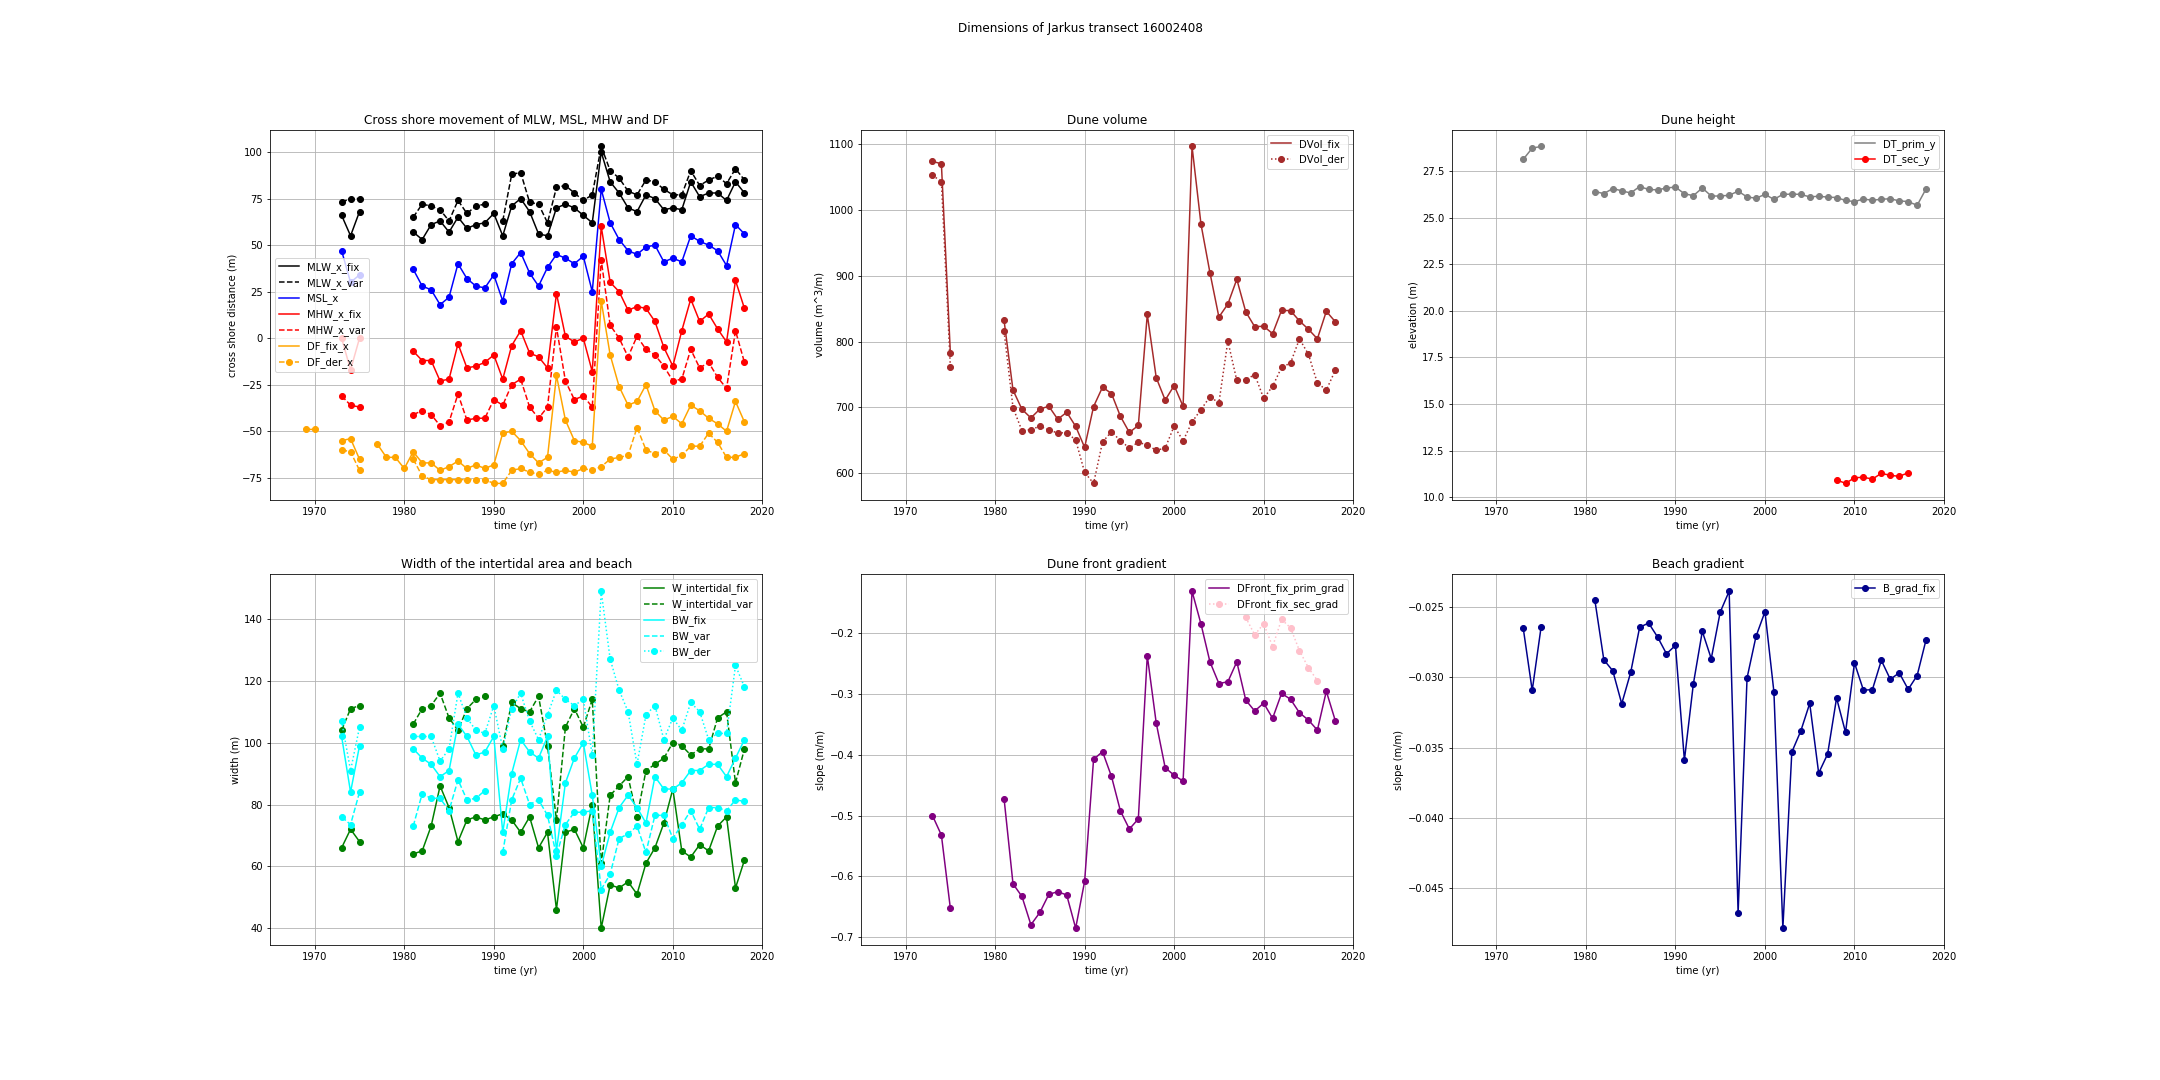 Dimensions of Jarkus transect 16002408
Cross shore movement of MLW, MSL, MHW and DF
cross shore distance (m)
100
75
50
25
0
−25
−50
−75
MLW_x_fix
MLW_x_var
MSL_x
MHW_x_fix
MHW_x_var
DF_fix_x
DF_der_x
1970 1980 1990 2000 2010 2020
time (yr)
Dune volume
volume (m^3/m)
1100
1000
900
800
700
600
DVol_fix
DVol_der
1970 1980 1990 2000 2010 2020
time (yr)
Dune height
elevation (m)
27.5
25.0
22.5
20.0
17.5
15.0
12.5
10.0
DT_prim_y
DT_sec_y
1970 1980 1990 2000 2010 2020
time (yr)
Width of the intertidal area and beach
width (m)
140
120
100
80
60
40
W_intertidal_fix
W_intertidal_var
BW_fix
BW_var
BW_der
1970 1980 1990 2000 2010 2020
time (yr)
Dune front gradient
slope (m/m)
−0.2
−0.3
−0.4
−0.5
−0.6
−0.7
DFront_fix_prim_grad
DFront_fix_sec_grad
1970 1980 1990 2000 2010 2020
time (yr)
Beach gradient
slope (m/m)
−0.025
−0.030
−0.035
−0.040
−0.045
B_grad_fix
1970 1980 1990 2000 2010 2020
time (yr)